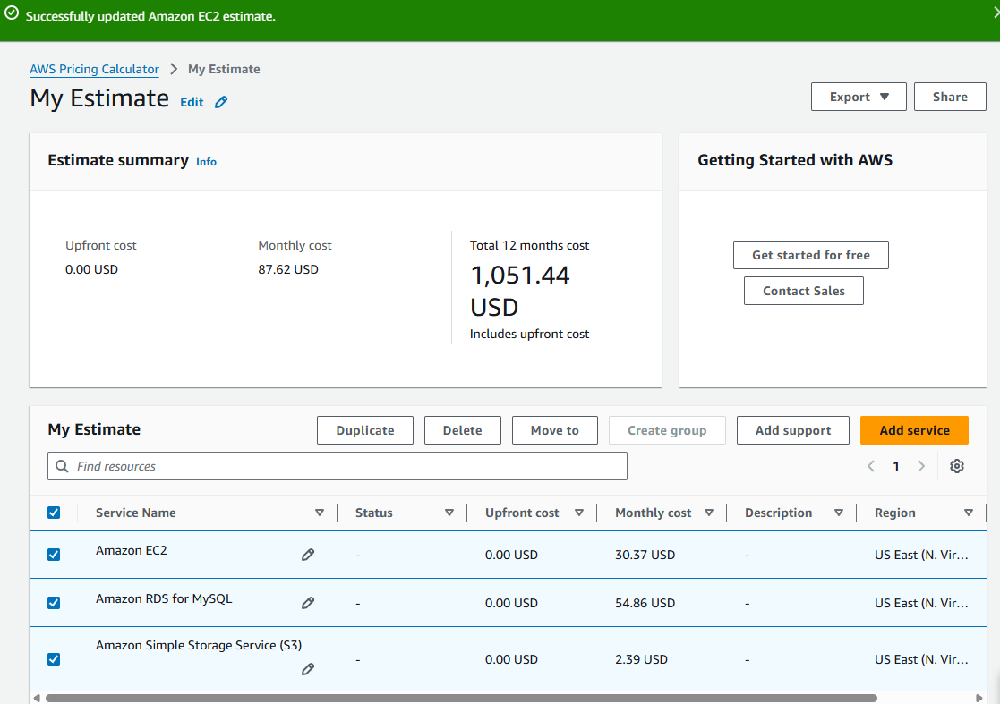 Successfully updated Amazon EC2 estimate.
AWS Pricing Calculator > My Estimate
My Estimate Edit
Export Share
Estimate summary Info
Getting Started with AWS
Upfront cost
0.00 USD
Monthly cost
87.62 USD
Total 12 months cost
1,051.44
USD
Includes upfront cost
Get started for free
Contact Sales
My Estimate
Duplicate Delete Move to Create group Add support Add service
Find resources
1
Service Name Status Upfront cost Monthly cost Description Region
Amazon EC2 - 0.00 USD 30.37 USD - US East (N. Vir...
Amazon RDS for MySQL - 0.00 USD 54.86 USD - US East (N. Vir...
Amazon Simple Storage Service (S3) - 0.00 USD 2.39 USD - US East (N. Vir...